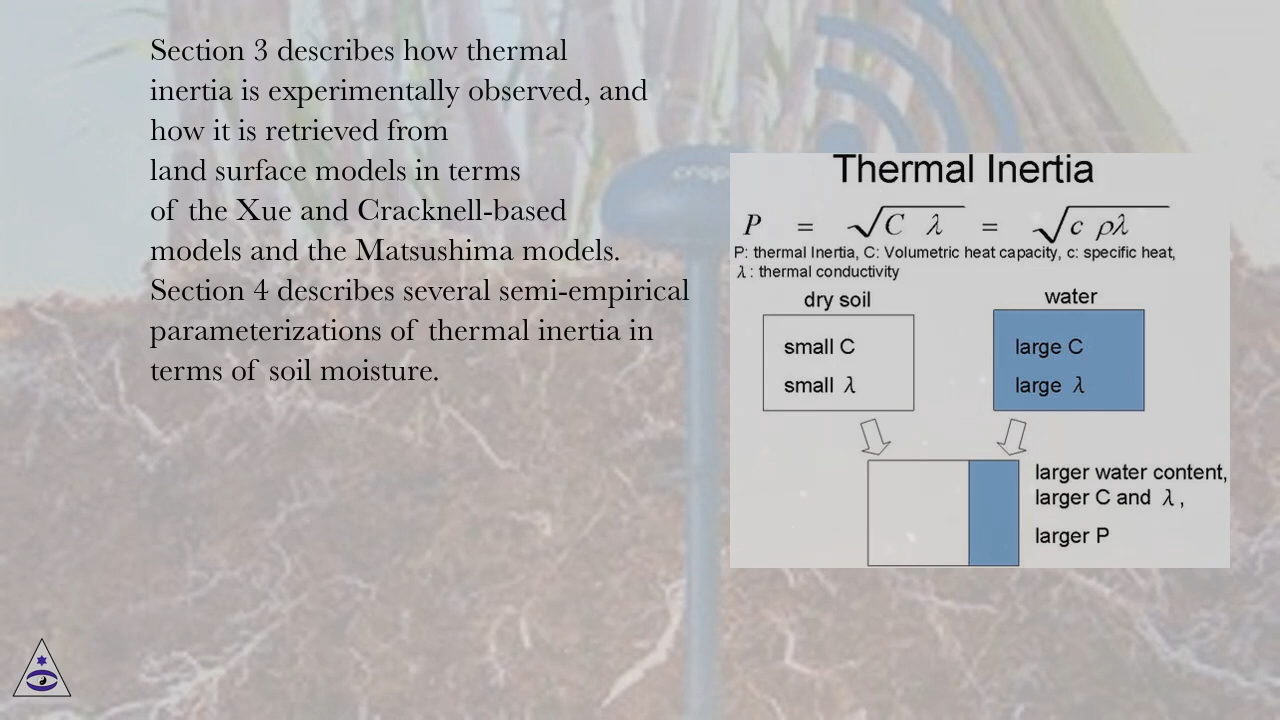 Section 3 describes how thermal
inertia is experimentally observed, and
how it is retrieved from
land surface models in terms
of the Xue and Cracknell-based
models and the Matsushima models.
Section 4 describes several semi-empirical
parameterizations of thermal inertia in
terms of soil moisture.
Thermal Inertia
P = √C λ = √c ρλ
P: thermal Inertia, C: Volumetric heat capacity, c: specific heat,
λ : thermal conductivity
dry soil
water
small C
small λ
large C
large λ
larger water content,
larger C and λ ,
larger P